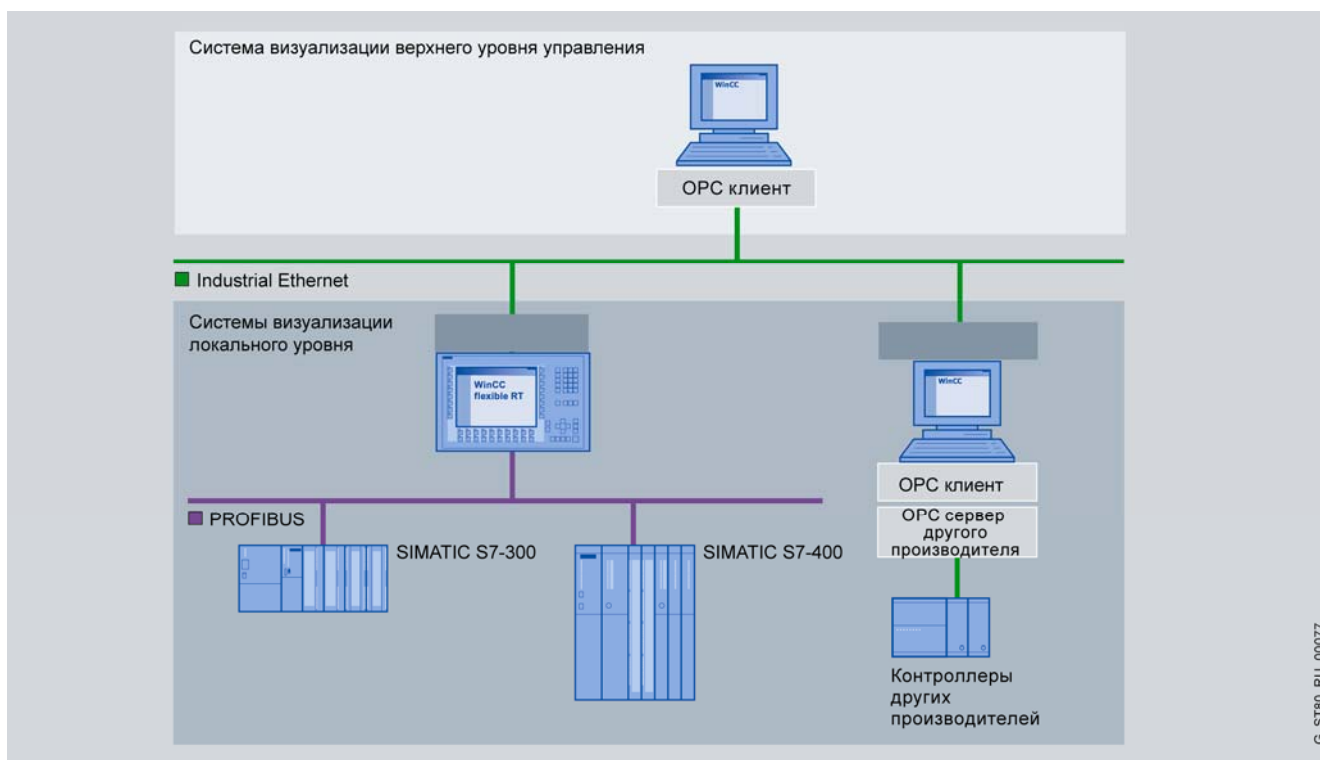 Система визуализации верхнего уровня управления
WinCC
OPC клиент
Industrial Ethernet
Системы визуализации
локального уровня
WinCC
flexible RT
WinCC
OPC клиент
OPC сервер
другого
производителя
PROFIBUS
SIMATIC S7-300
SIMATIC S7-400
Контроллеры
других
производителей
G_ST80_RU_00077